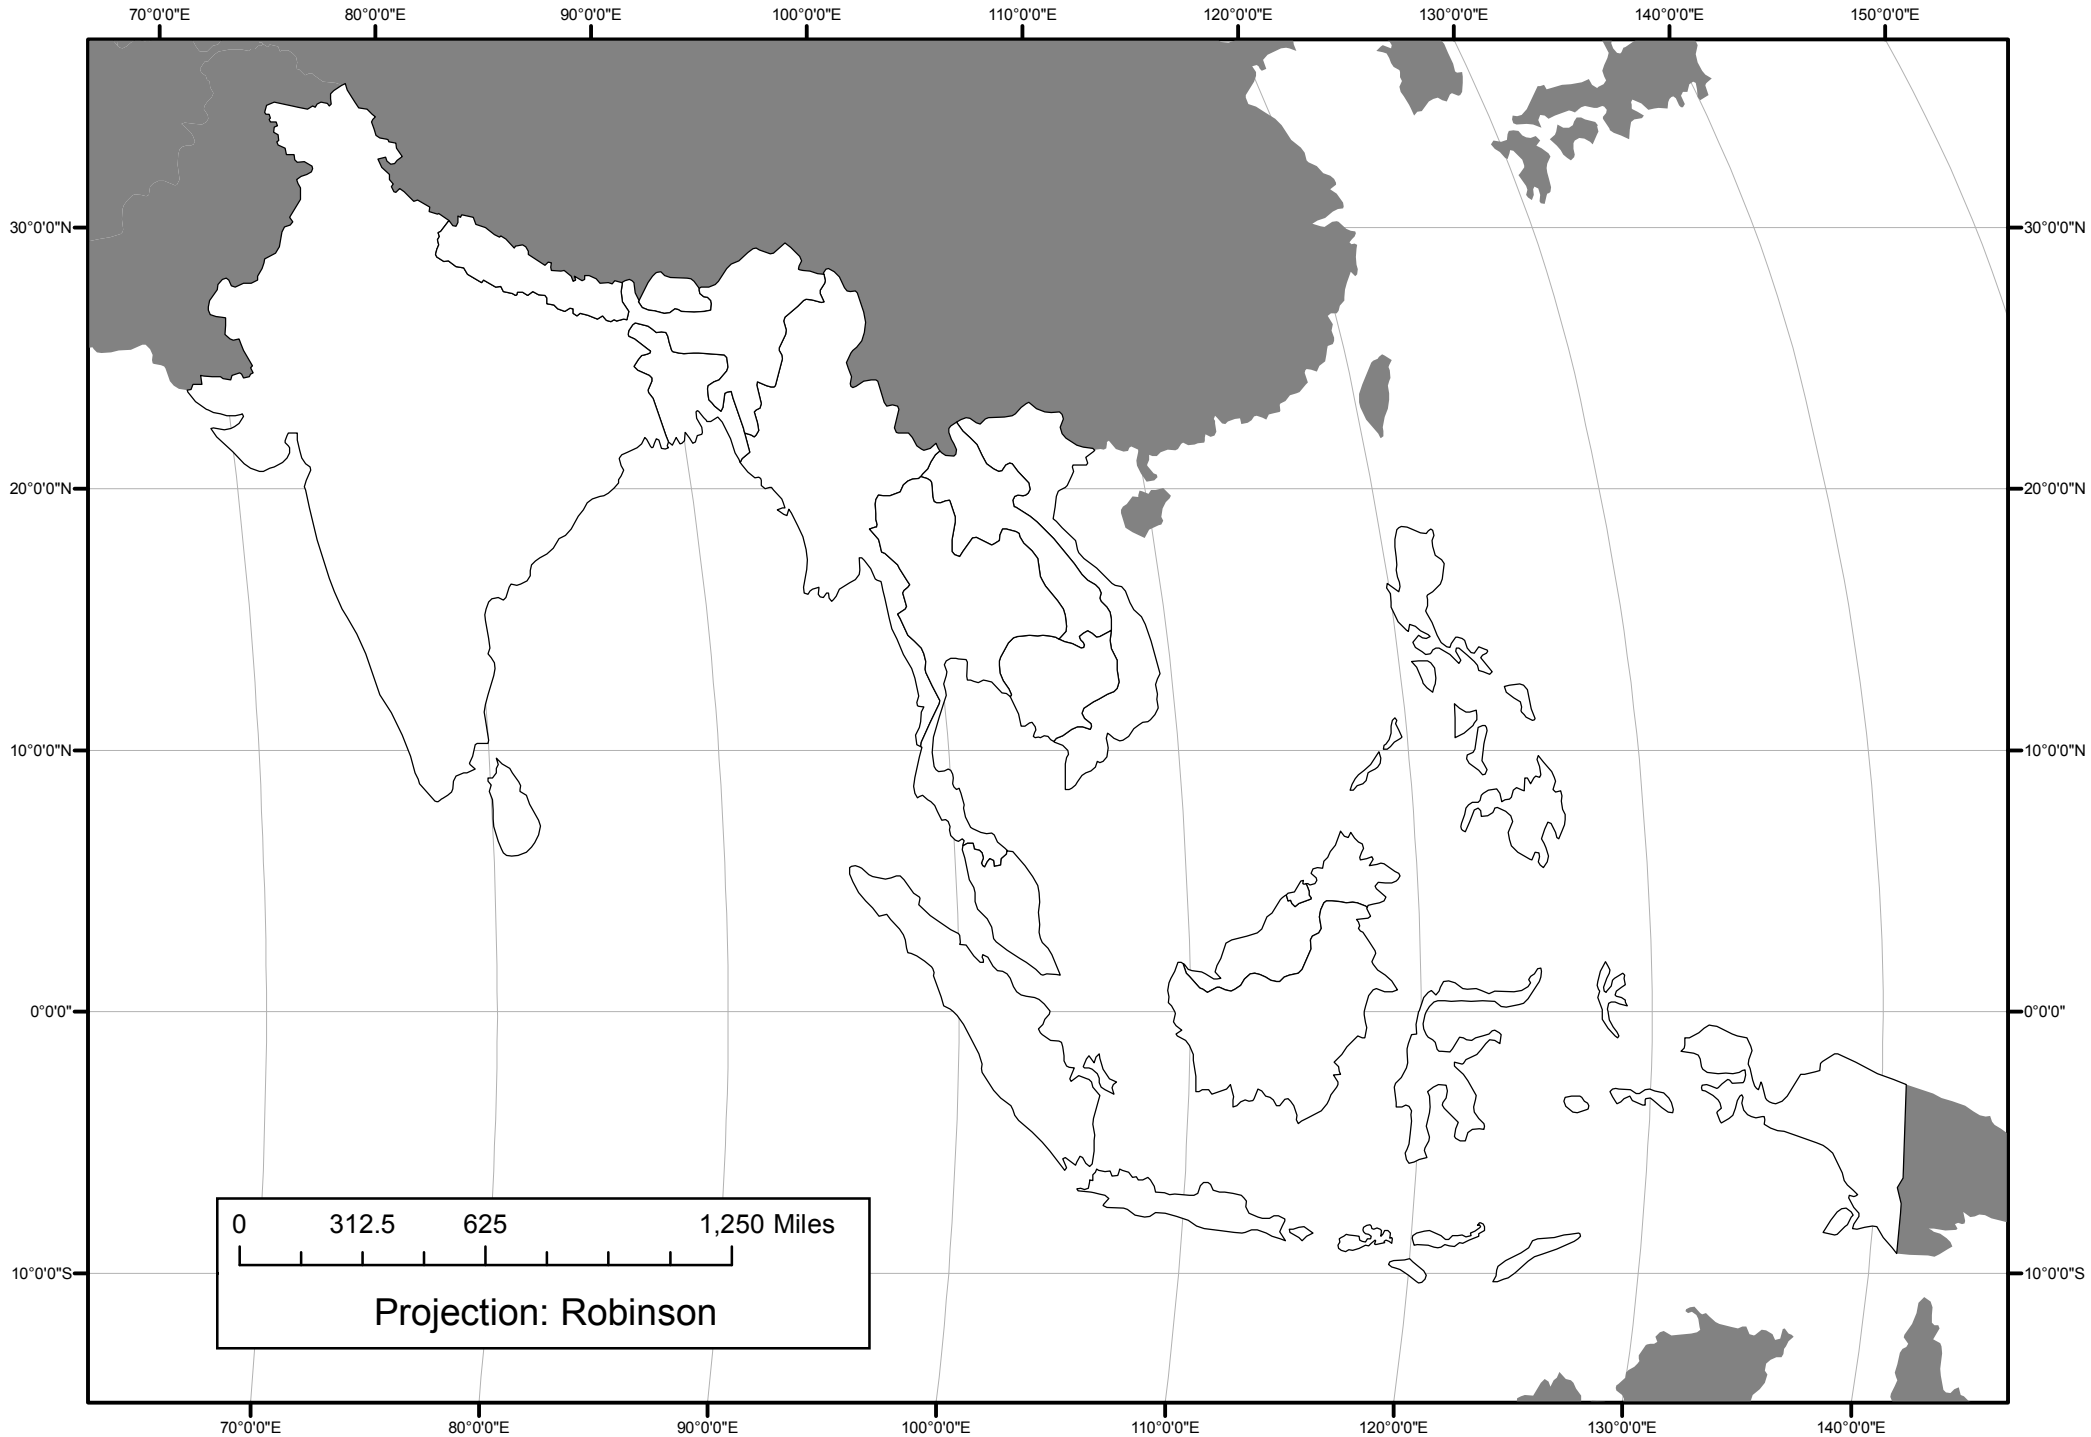 70°0'0"E 80°0'0"E 90°0'0"E 100°0'0"E 110°0'0"E 120°0'0"E 130°0'0"E 140°0'0"E 150°0'0"E
30°0'0"N 30°0'0"N
20°0'0"N 20°0'0"N
10°0'0"N 10°0'0"N
0°0'0" 0°0'0"
0 312.5 625 1,250 Miles
10°0'0"S 10°0'0"S
Projection: Robinson
70°0'0"E 80°0'0"E 90°0'0"E 100°0'0"E 110°0'0"E 120°0'0"E 130°0'0"E 140°0'0"E